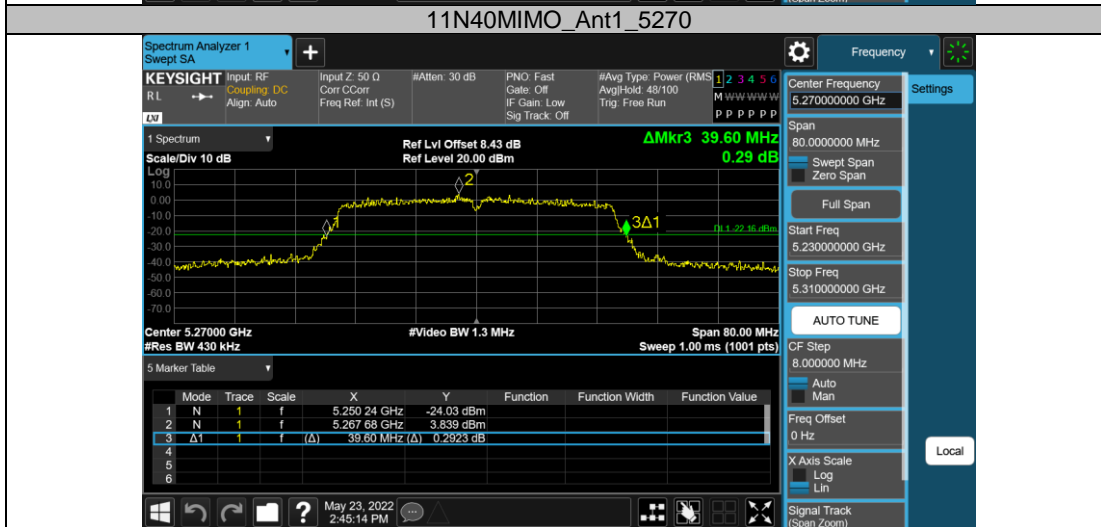 (Span Zoom)
11N40MIMO_Ant1_5270
Spectrum Analyzer 1
Swept SA
Frequency
KEYSIGHT
R L
LXI
Input: RF
Coupling: DC
Align: Auto
Input Z: 50 Ω
Corr CCorr
Freq Ref: Int (S)
#Atten: 30 dB
PNO: Fast
Gate: Off
IF Gain: Low
Sig Track: Off
#Avg Type: Power (RMS
Avg|Hold: 48/100
Trig: Free Run
1 2 3 4 5 6
M W W W W W
P P P P P P
1 Spectrum
Scale/Div 10 dB
Ref Lvl Offset 8.43 dB
Ref Level 20.00 dBm
ΔMkr3 39.60 MHz
0.29 dB
Log
10.0
0.00
-10.0
-20.0
-30.0
-40.0
-50.0
-60.0
-70.0
2
1
3Δ1
DL1 -22.16 dBm
Center 5.27000 GHz
#Res BW 430 kHz
#Video BW 1.3 MHz
Span 80.00 MHz
Sweep 1.00 ms (1001 pts)
5 Marker Table
Mode Trace Scale X Y Function Function Width Function Value
1 N 1 f 5.250 24 GHz -24.03 dBm
2 N 1 f 5.267 68 GHz 3.839 dBm
3 Δ1 1 f (Δ) 39.60 MHz (Δ) 0.2923 dB
4
5
6
May 23, 2022
2:45:14 PM
Center Frequency
5.270000000 GHz
Span
80.0000000 MHz
Swept Span
Zero Span
Full Span
Start Freq
5.230000000 GHz
Stop Freq
5.310000000 GHz
AUTO TUNE
CF Step
8.000000 MHz
Auto
Man
Freq Offset
0 Hz
X Axis Scale
Log
Lin
Signal Track
(Span Zoom)
Settings
Local